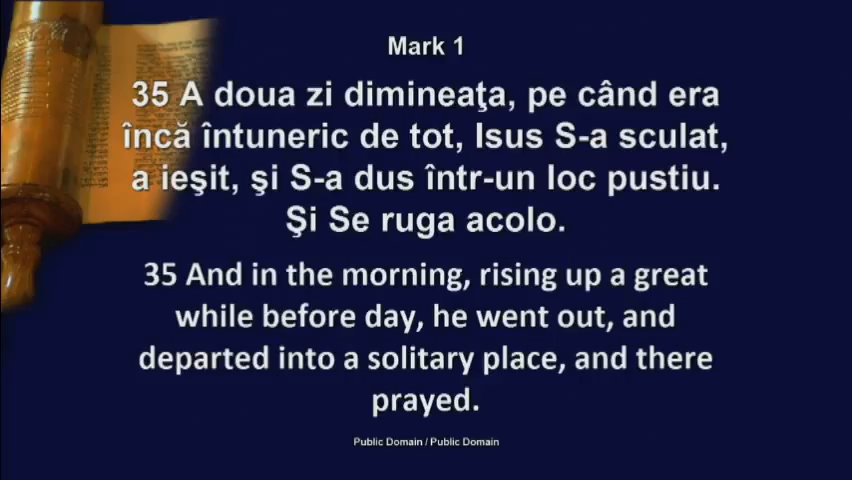 Mark 1
35 A doua zi dimineaţa, pe când era
încă întuneric de tot, Isus S-a sculat,
a ieşit, şi S-a dus într-un loc pustiu.
Şi Se ruga acolo.
35 And in the morning, rising up a great
while before day, he went out, and
departed into a solitary place, and there
prayed.
Public Domain / Public Domain